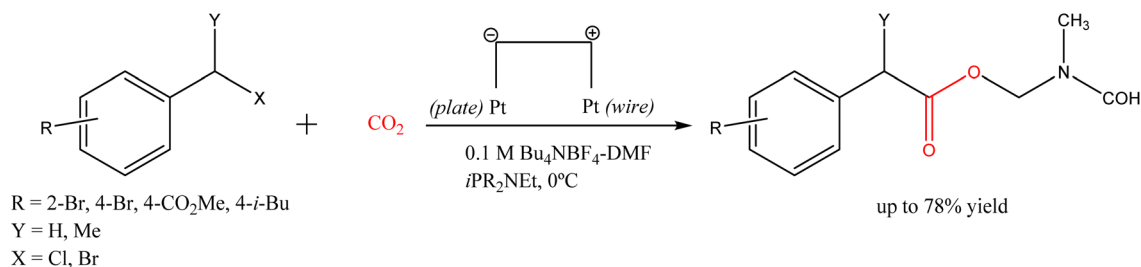 Y
X
R
+
CO2
⊖ ⊕
(plate) Pt Pt (wire)
0.1 M Bu4NBF4-DMF
iPR2NEt, 0ºC
R = 2-Br, 4-Br, 4-CO2Me, 4-i-Bu
Y = H, Me
X = Cl, Br
Y
CH3
O
N
COH
R
O
up to 78% yield